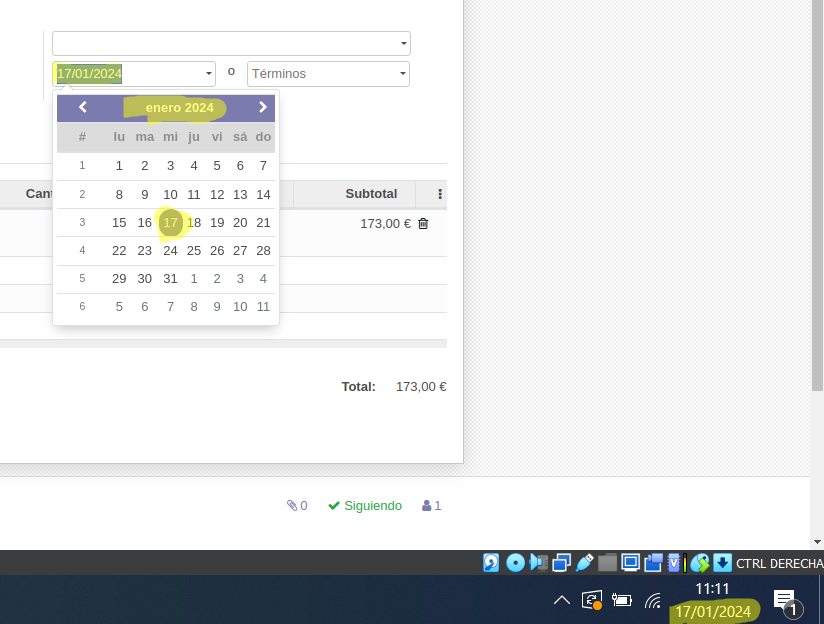 17/01/2024 o Términos
enero 2024
# lu ma mi ju vi sá do
1 1 2 3 4 5 6 7
2 8 9 10 11 12 13 14
Subtotal
3 15 16 17 18 19 20 21
173,00 €
4 22 23 24 25 26 27 28
5 29 30 31 1 2 3 4
6 5 6 7 8 9 10 11
Total: 173,00 €
0 Siguiendo 1
CTRL DERECHA
11:11
17/01/2024
1